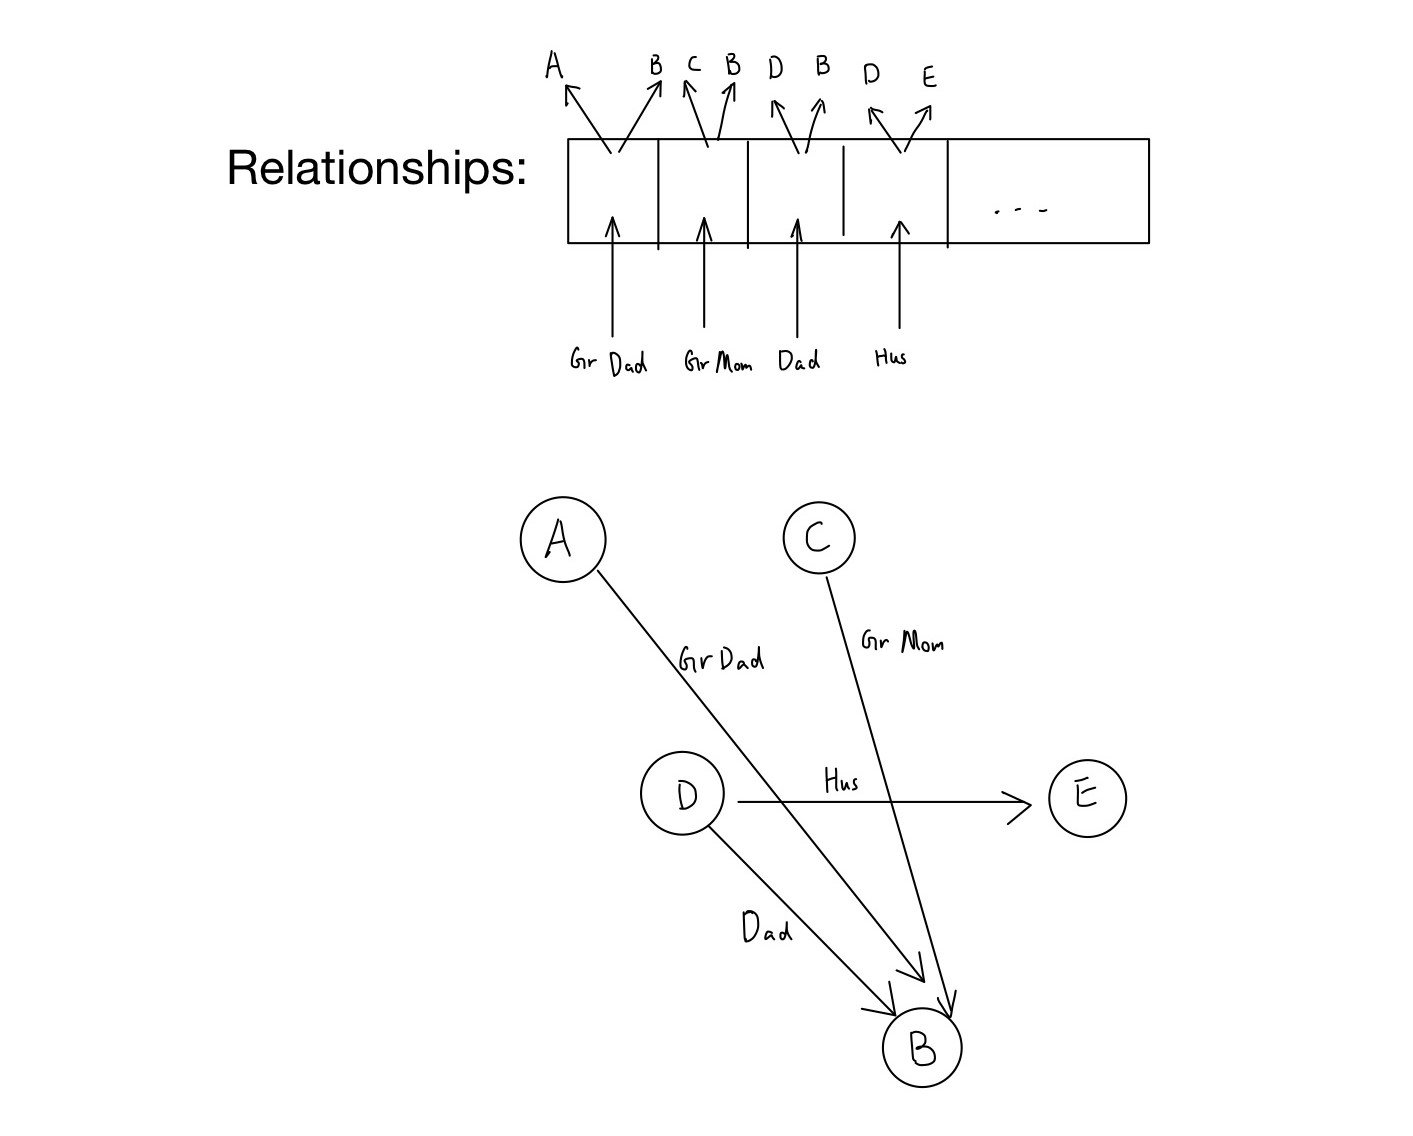 A B C B D B D E
Relationships:
...
Gr Dad Gr Mom Dad Hus
A C
Gr Mom
Gr Dad
Hus
D E
Dad
B